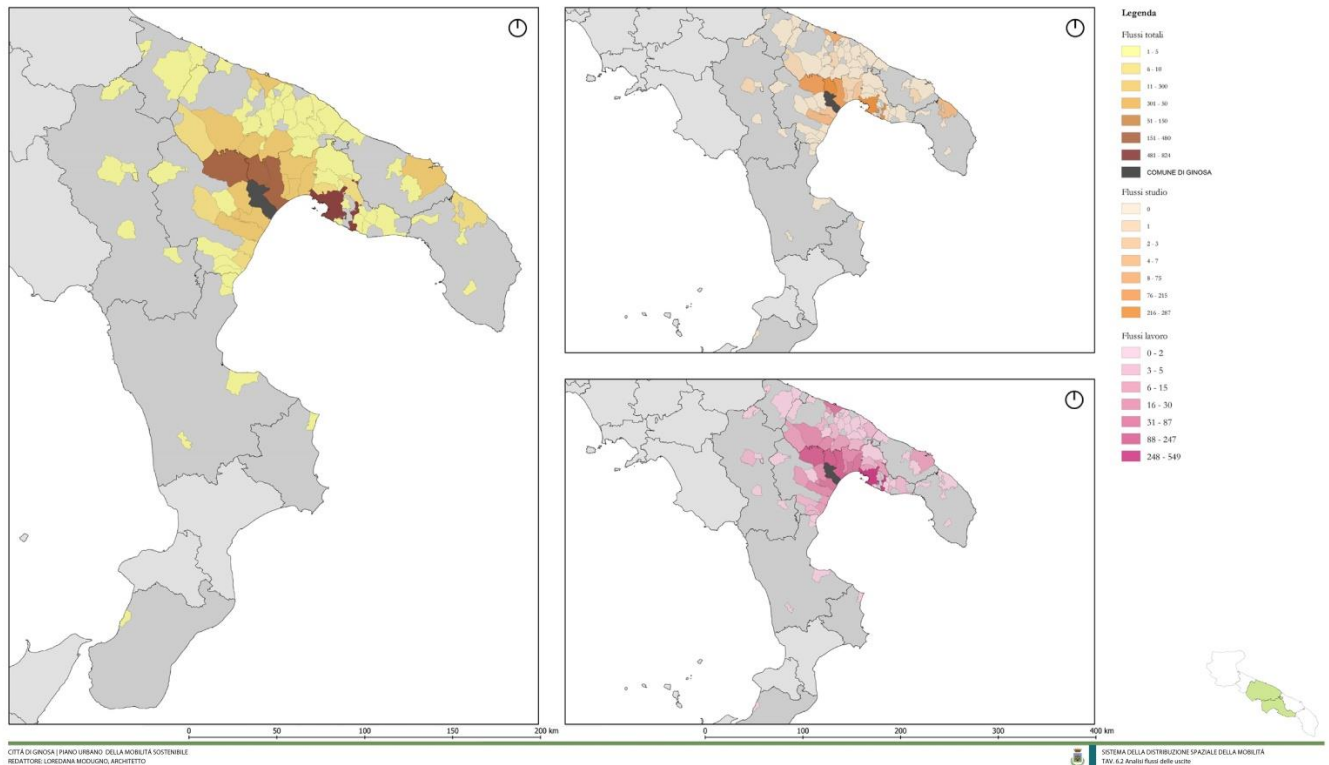 Legenda
Flussi totali
1 - 5
6 - 10
11 - 300
301 - 50
51 - 150
151 - 480
481 - 824
COMUNE DI GINOSA
Flussi studio
0
1
2 - 3
4 - 7
8 - 75
76 - 215
216 - 287
Flussi lavoro
0 - 2
3 - 5
6 - 15
16 - 30
31 - 87
88 - 247
248 - 549
0 50 100 150 200 km
0 100 200 300 400 km
CITTÀ DI GINOSA | PIANO URBANO DELLA MOBILITÀ SOSTENIBILE
REDATTORE: LOREDANA MODUGNO, ARCHITETTO
SISTEMA DELLA DISTRIBUZIONE SPAZIALE DELLA MOBILITÀ
TAV. 6.2 Analisi flussi delle uscite